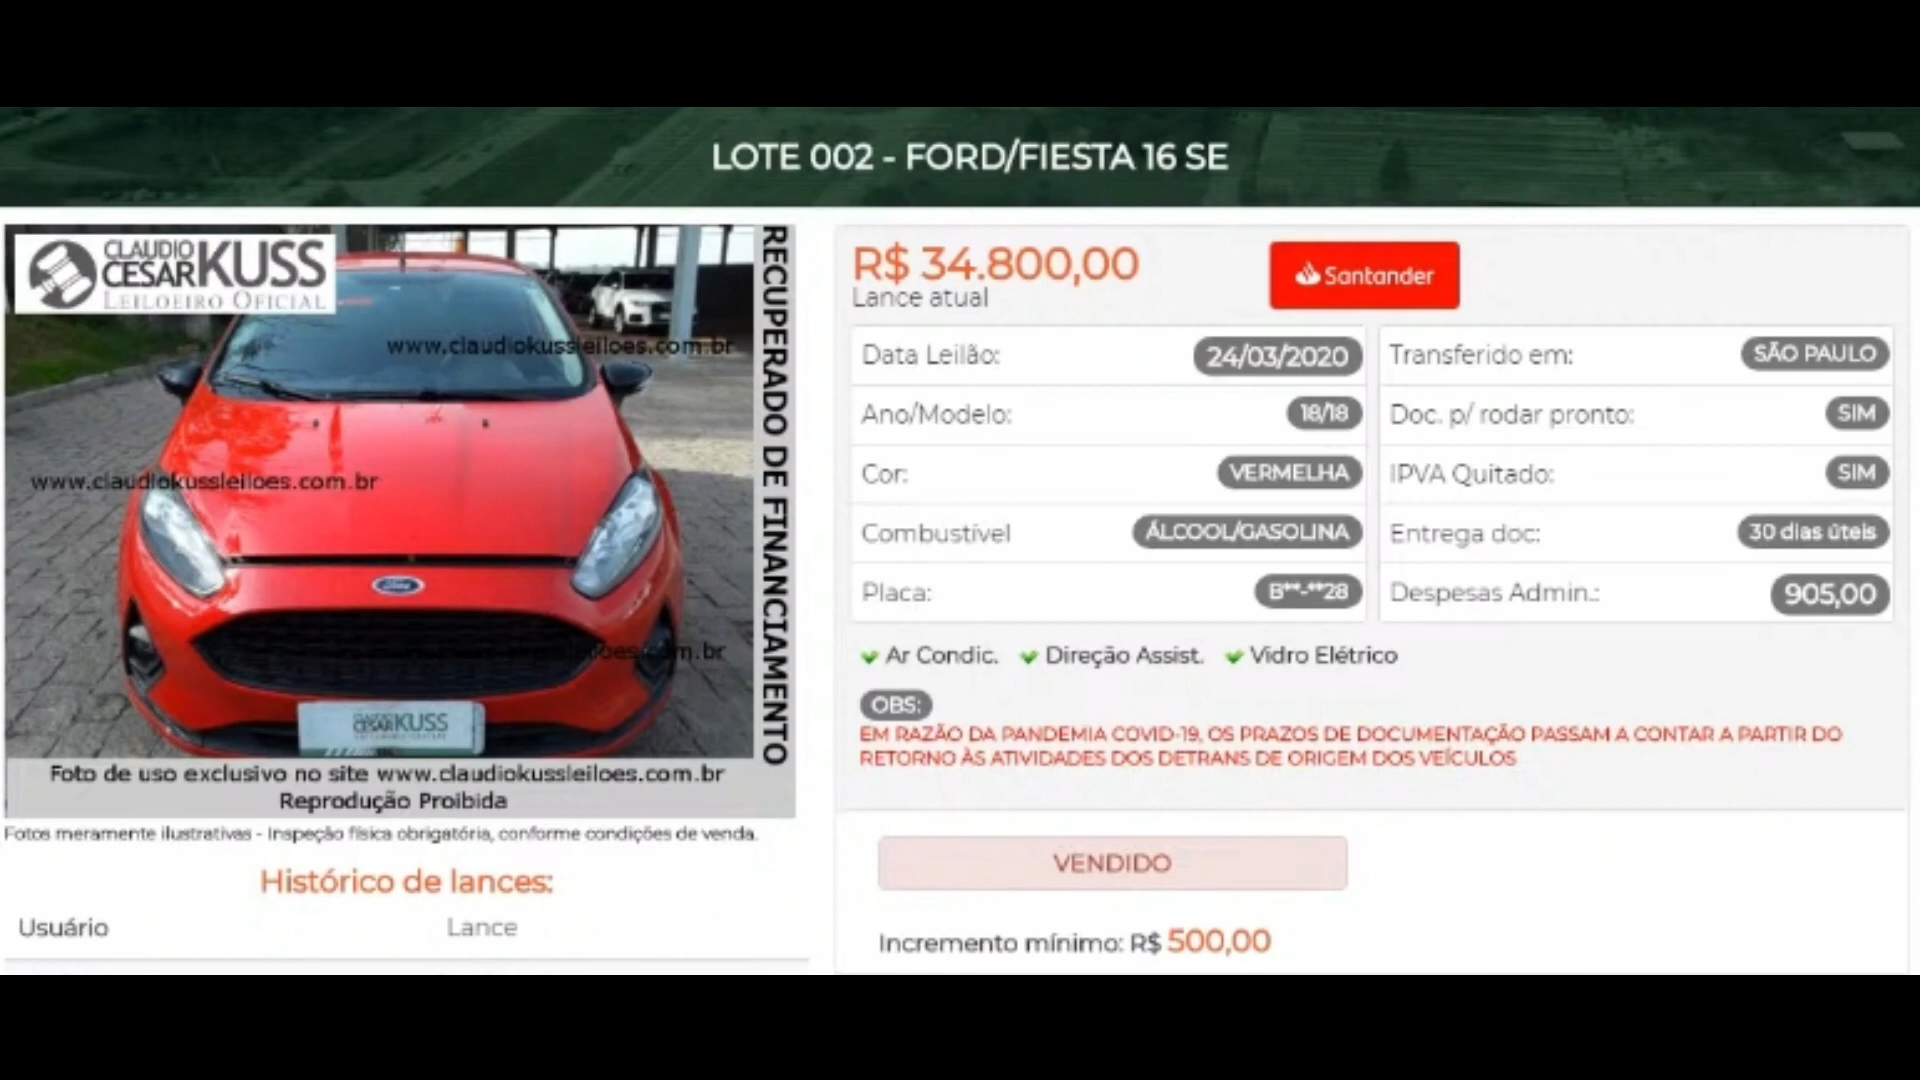 LOTE 002 - FORD/FIESTA 16 SE
CLAUDIO
CESAR KUSS
LEILOEIRO OFICIAL
www.claudiokussleiloes.com.br
www.claudiokussleiloes.com.br
RECUPERADO DE FINANCIAMENTO
Ford
CLAUDIO
CESAR KUSS
Foto de uso exclusivo no site www.claudiokussleiloes.com.br
Reprodução Proibida
Fotos meramente ilustrativas - Inspeção física obrigatória, conforme condições de venda.
Histórico de lances:
Usuário Lance
R$ 34.800,00
Lance atual
Santander
Data Leilão: 24/03/2020
Ano/Modelo: 18/18
Cor: VERMELHA
Combustível ÁLCOOL/GASOLINA
Placa: B**-**28
Transferido em: SÃO PAULO
Doc. p/ rodar pronto: SIM
IPVA Quitado: SIM
Entrega doc: 30 dias úteis
Despesas Admin.: 905,00
Ar Condic. Direção Assist. Vidro Elétrico
OBS:
EM RAZÃO DA PANDEMIA COVID-19, OS PRAZOS DE DOCUMENTAÇÃO PASSAM A CONTAR A PARTIR DO
RETORNO ÀS ATIVIDADES DOS DETRANS DE ORIGEM DOS VEÍCULOS
VENDIDO
Incremento mínimo: R$ 500,00